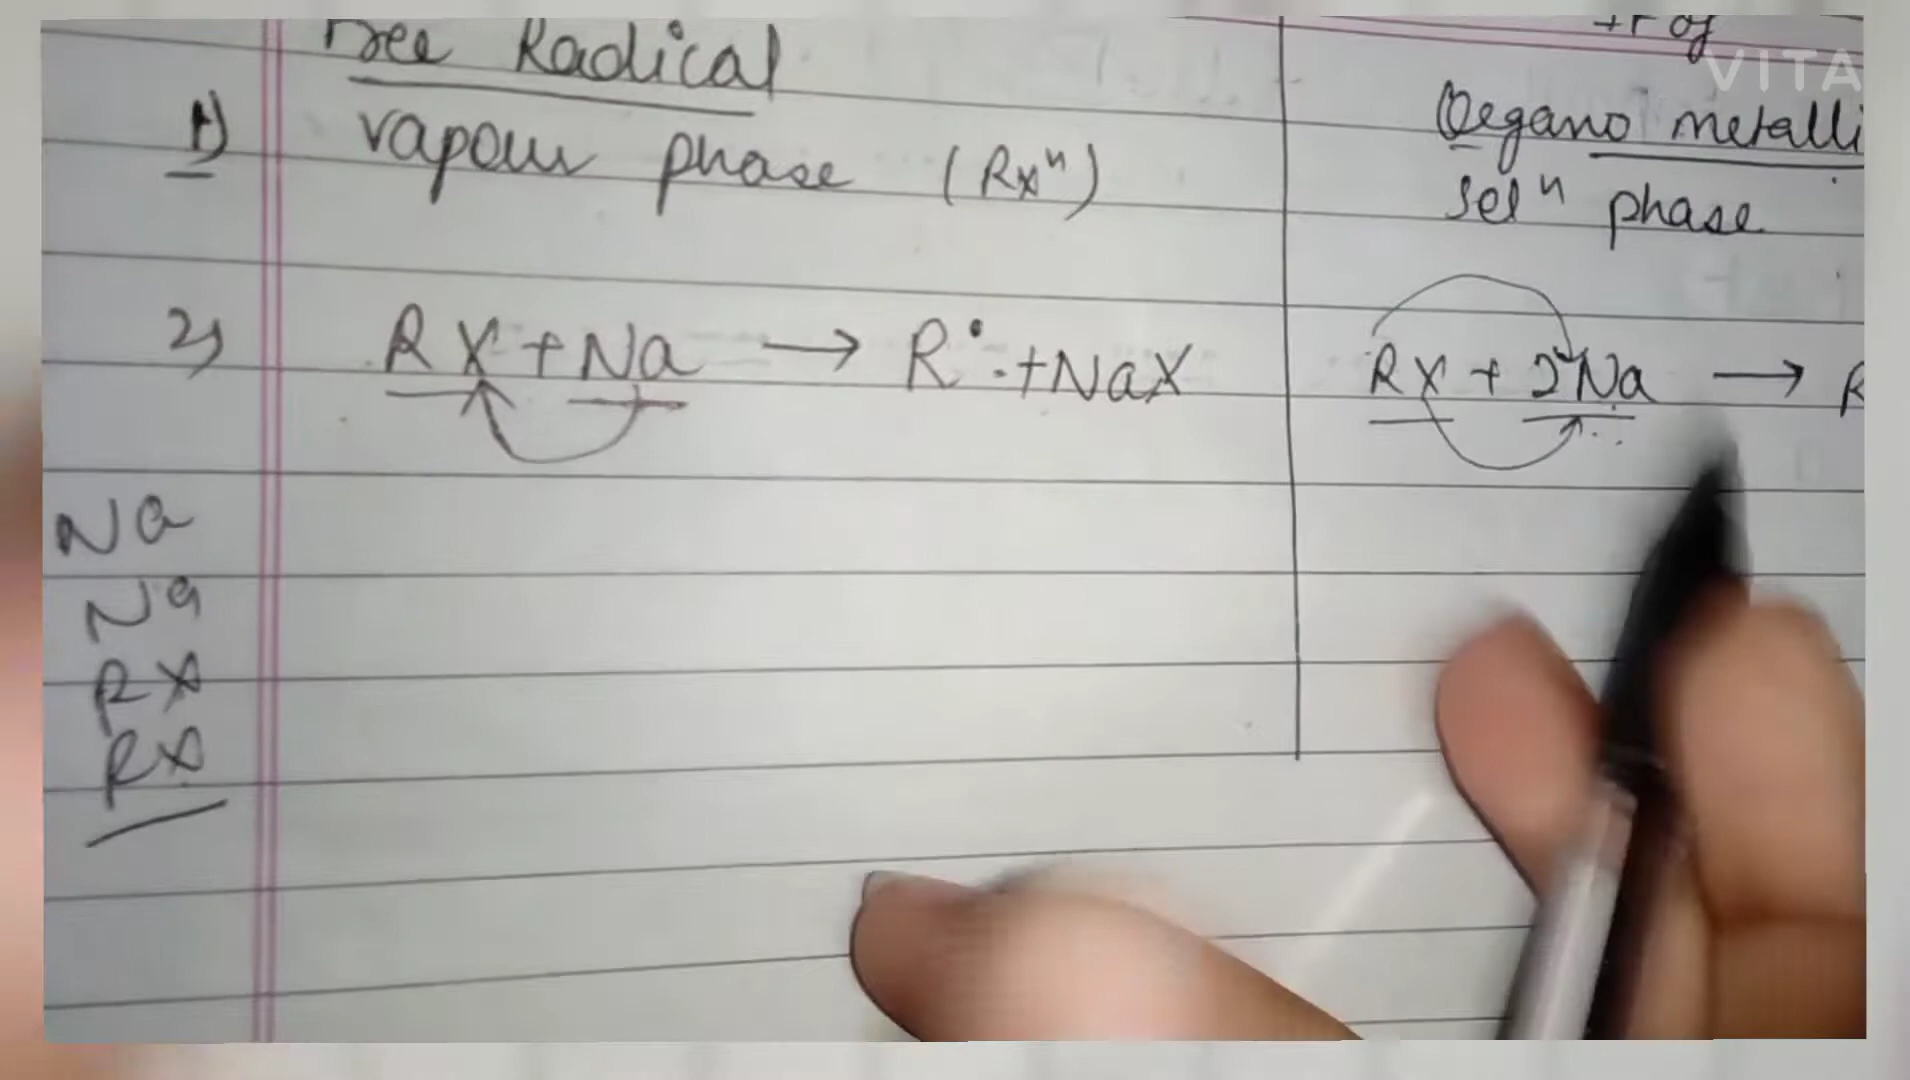 Free Radical
1) vapour phase (Rxⁿ)
2) RX + Na → R• + NaX
Na
Na
RX
RX
Organo metalli
solⁿ phase
RX + 2Na → R
VITA